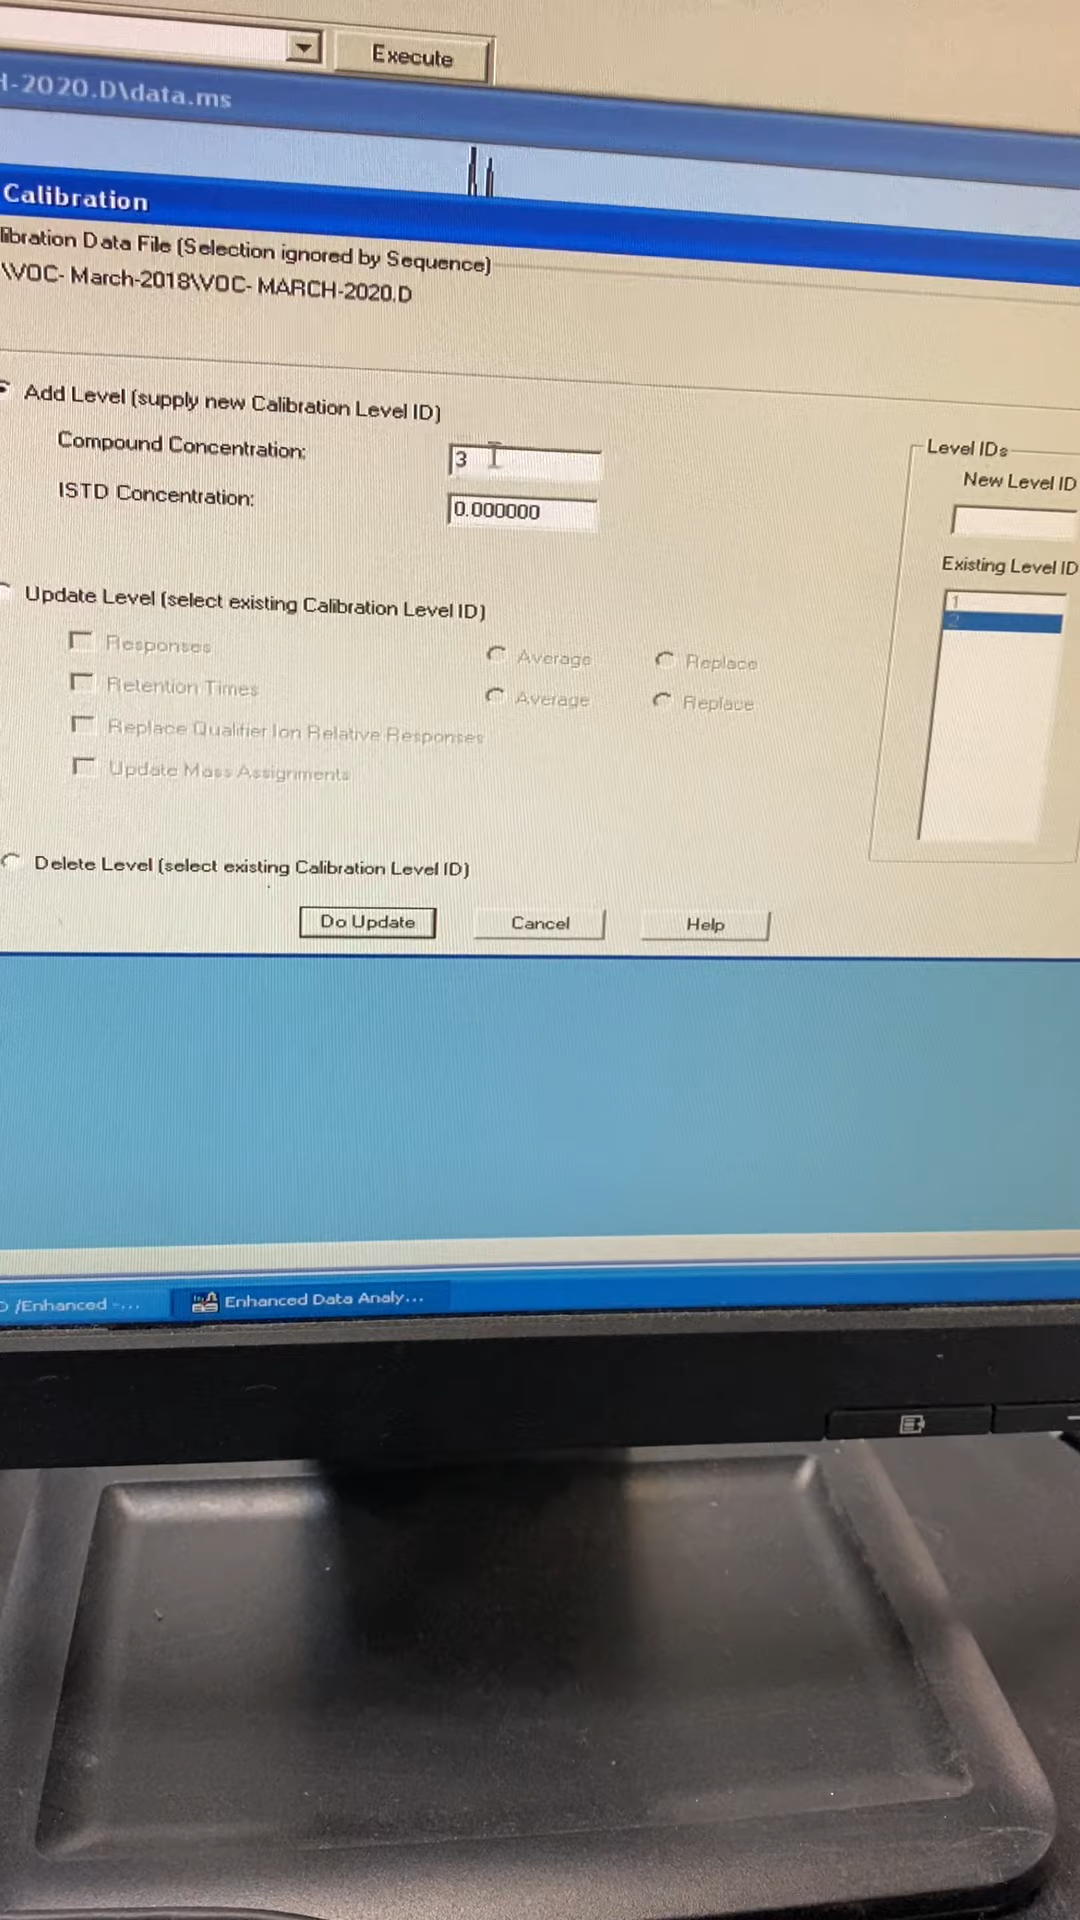 Execute
-2020.D\data.ms
Calibration
libration Data File (Selection ignored by Sequence)
\VOC- March-2018\VOC- MARCH-2020.D
Add Level (supply new Calibration Level ID)
Compound Concentration: 3
ISTD Concentration: 0.000000
Level IDs
New Level ID
Existing Level ID
1
2
Update Level (select existing Calibration Level ID)
Responses Average Replace
Retention Times Average Replace
Replace Qualifier Ion Relative Responses
Update Mass Assignments
Delete Level (select existing Calibration Level ID)
Do Update Cancel Help
/Enhanced -... Enhanced Data Analy...